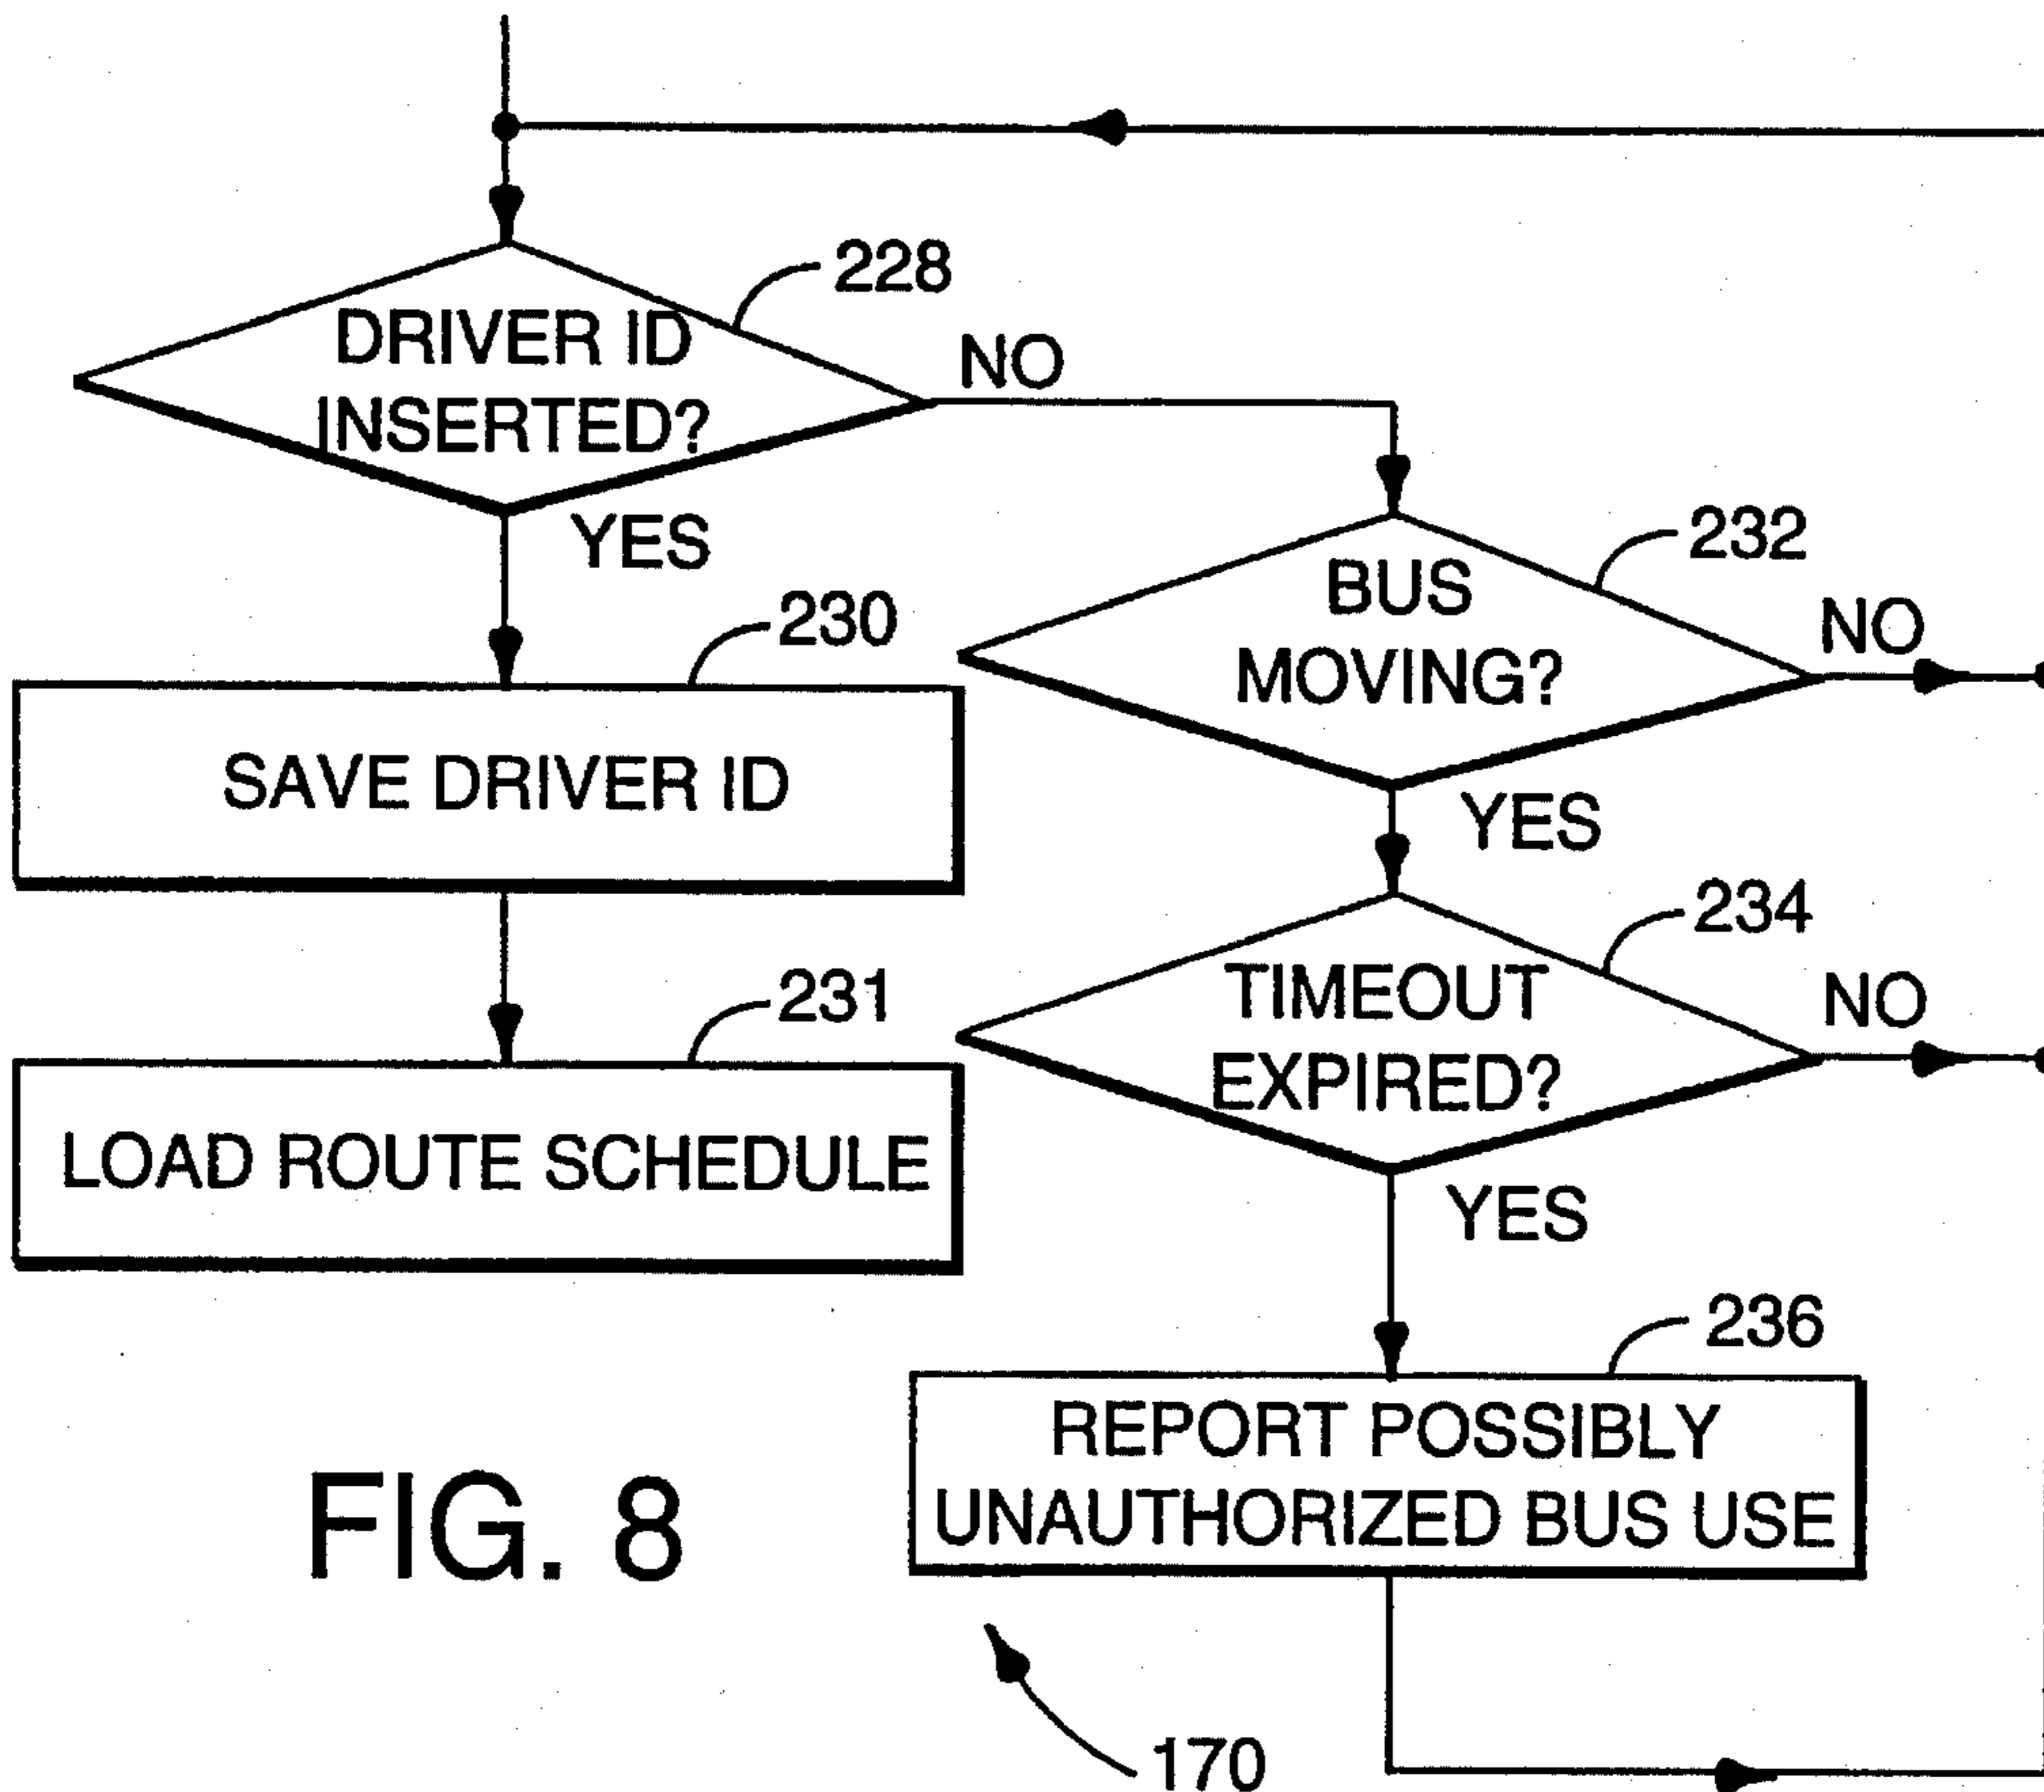 228
DRIVER ID
INSERTED?
NO
YES
232
BUS
MOVING?
NO
YES
230
SAVE DRIVER ID
234
TIMEOUT
EXPIRED?
NO
YES
231
LOAD ROUTE SCHEDULE
236
REPORT POSSIBLY
UNAUTHORIZED BUS USE
FIG. 8
170